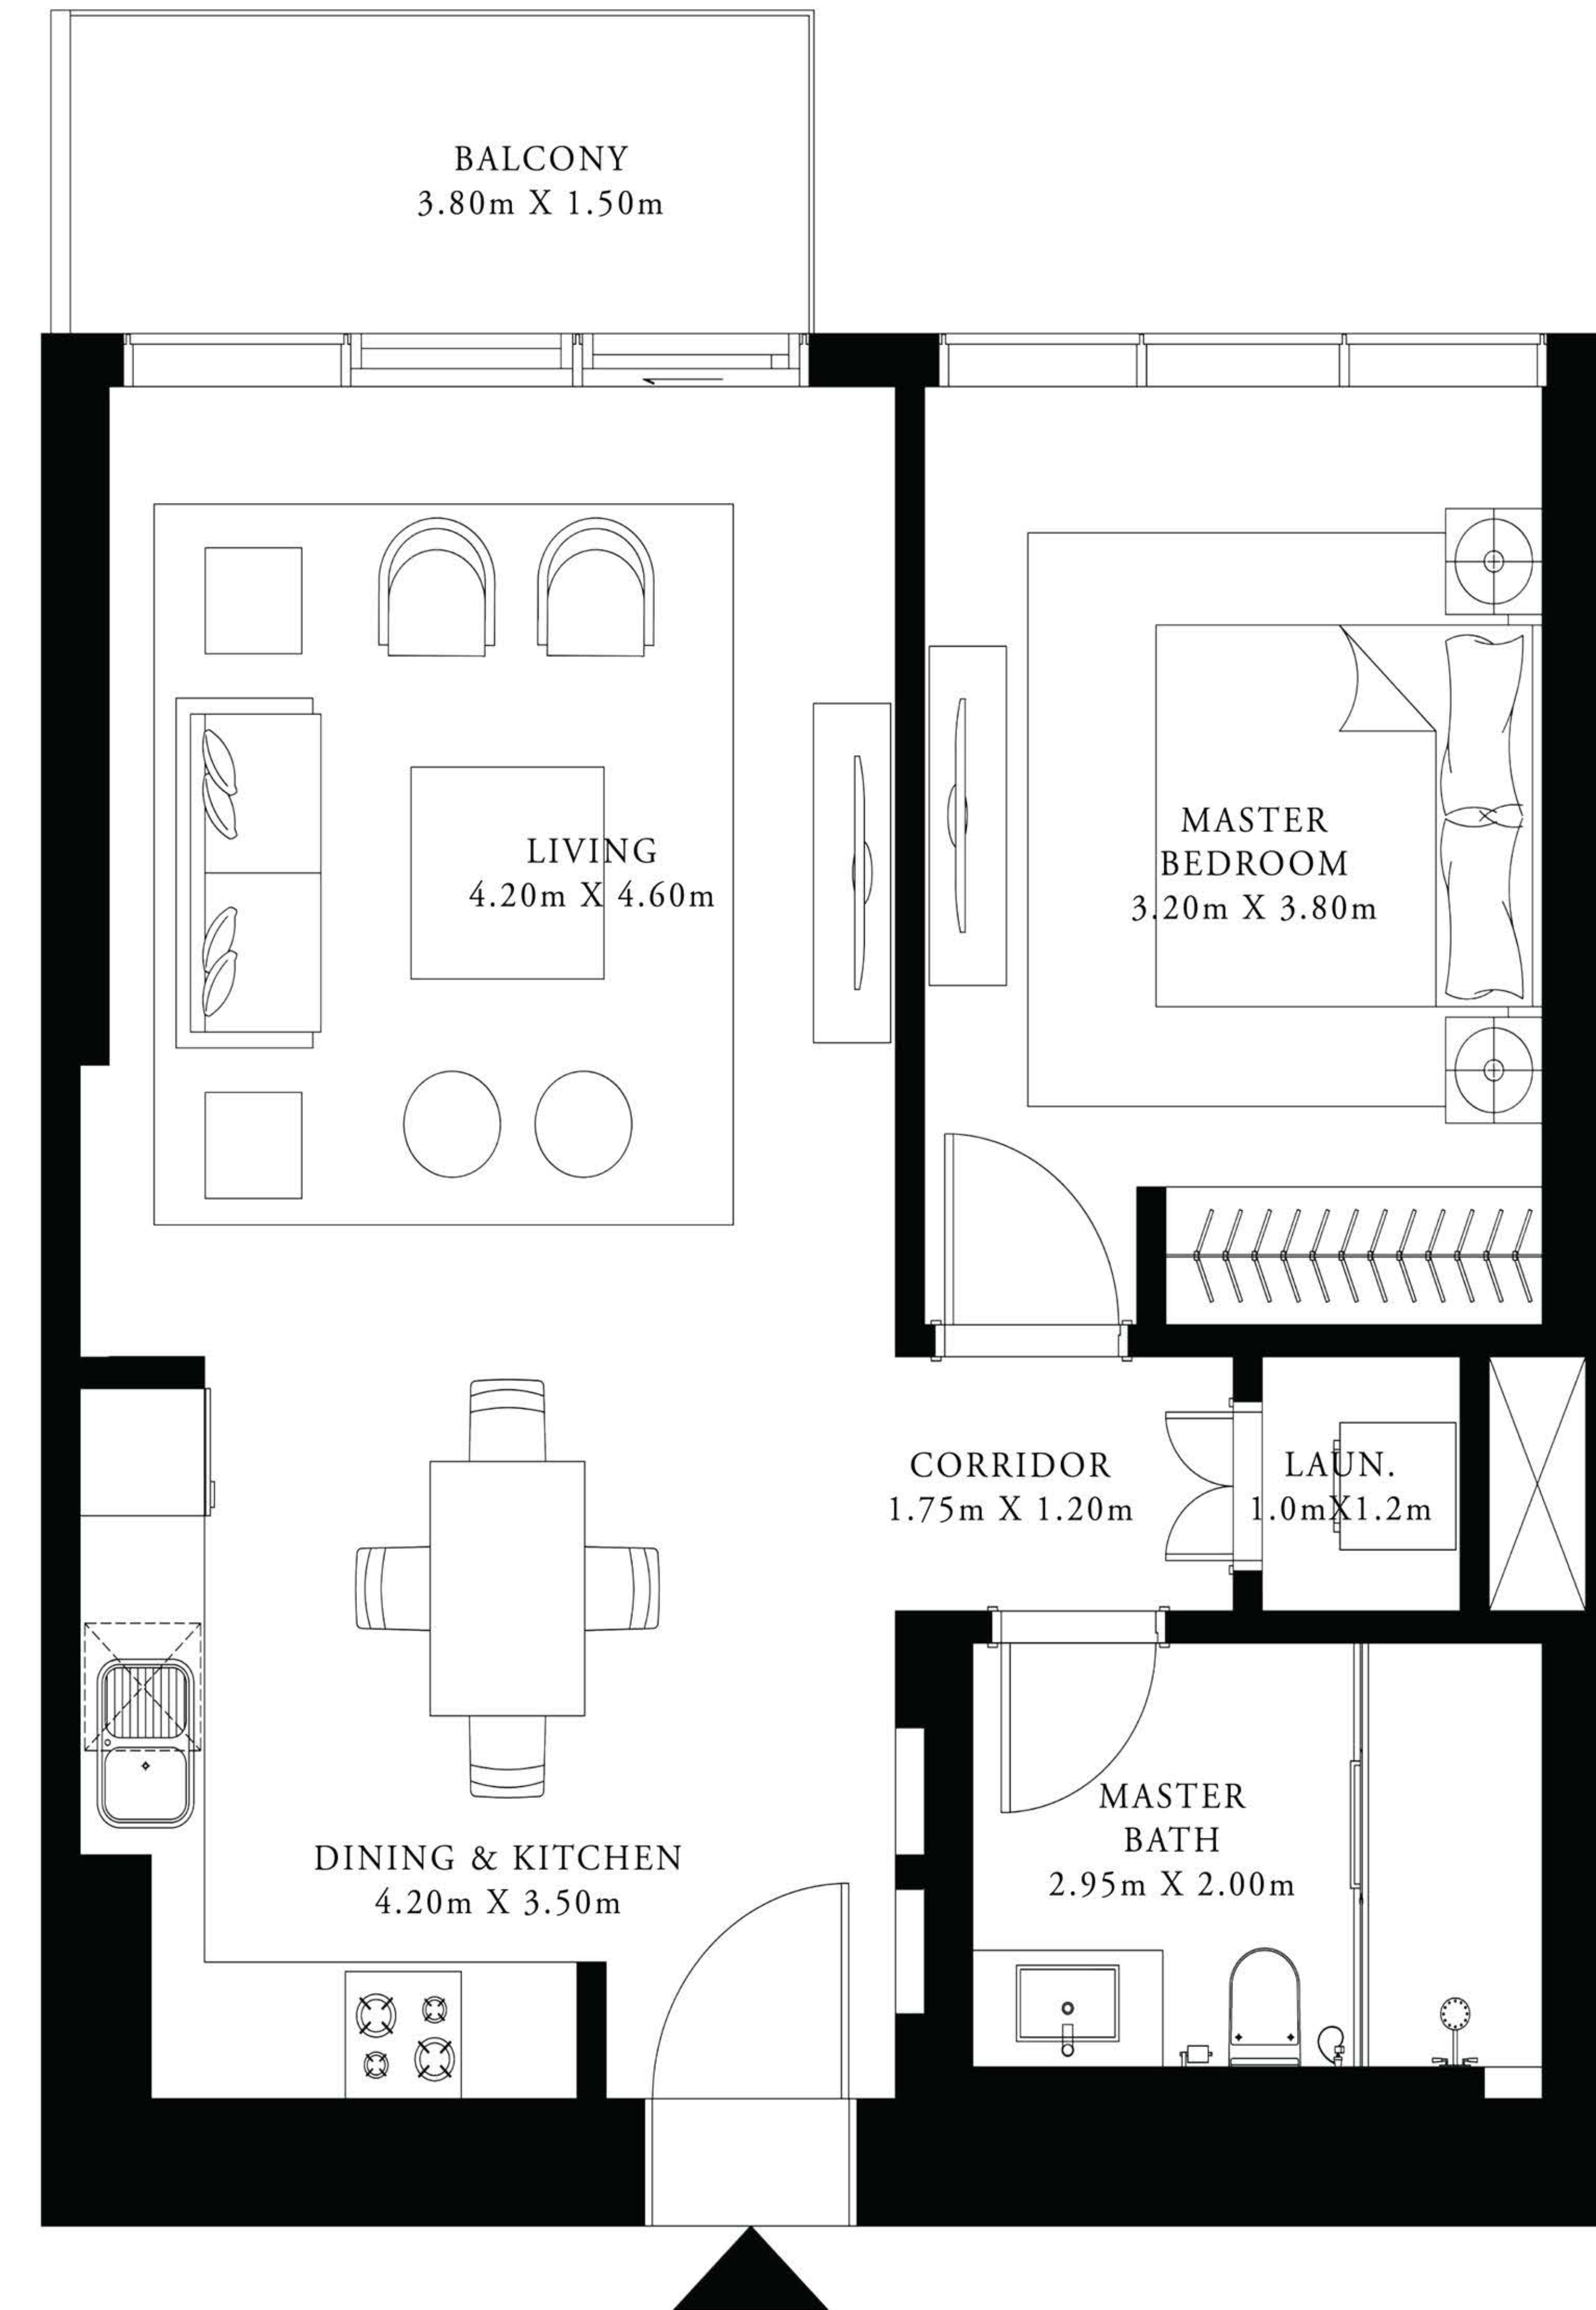 BALCONY
3.80m X 1.50m
LIVING
4.20m X 4.60m
MASTER
BEDROOM
3.20m X 3.80m
CORRIDOR
1.75m X 1.20m
LAUN.
1.0mX1.2m
MASTER
BATH
2.95m X 2.00m
DINING & KITCHEN
4.20m X 3.50m